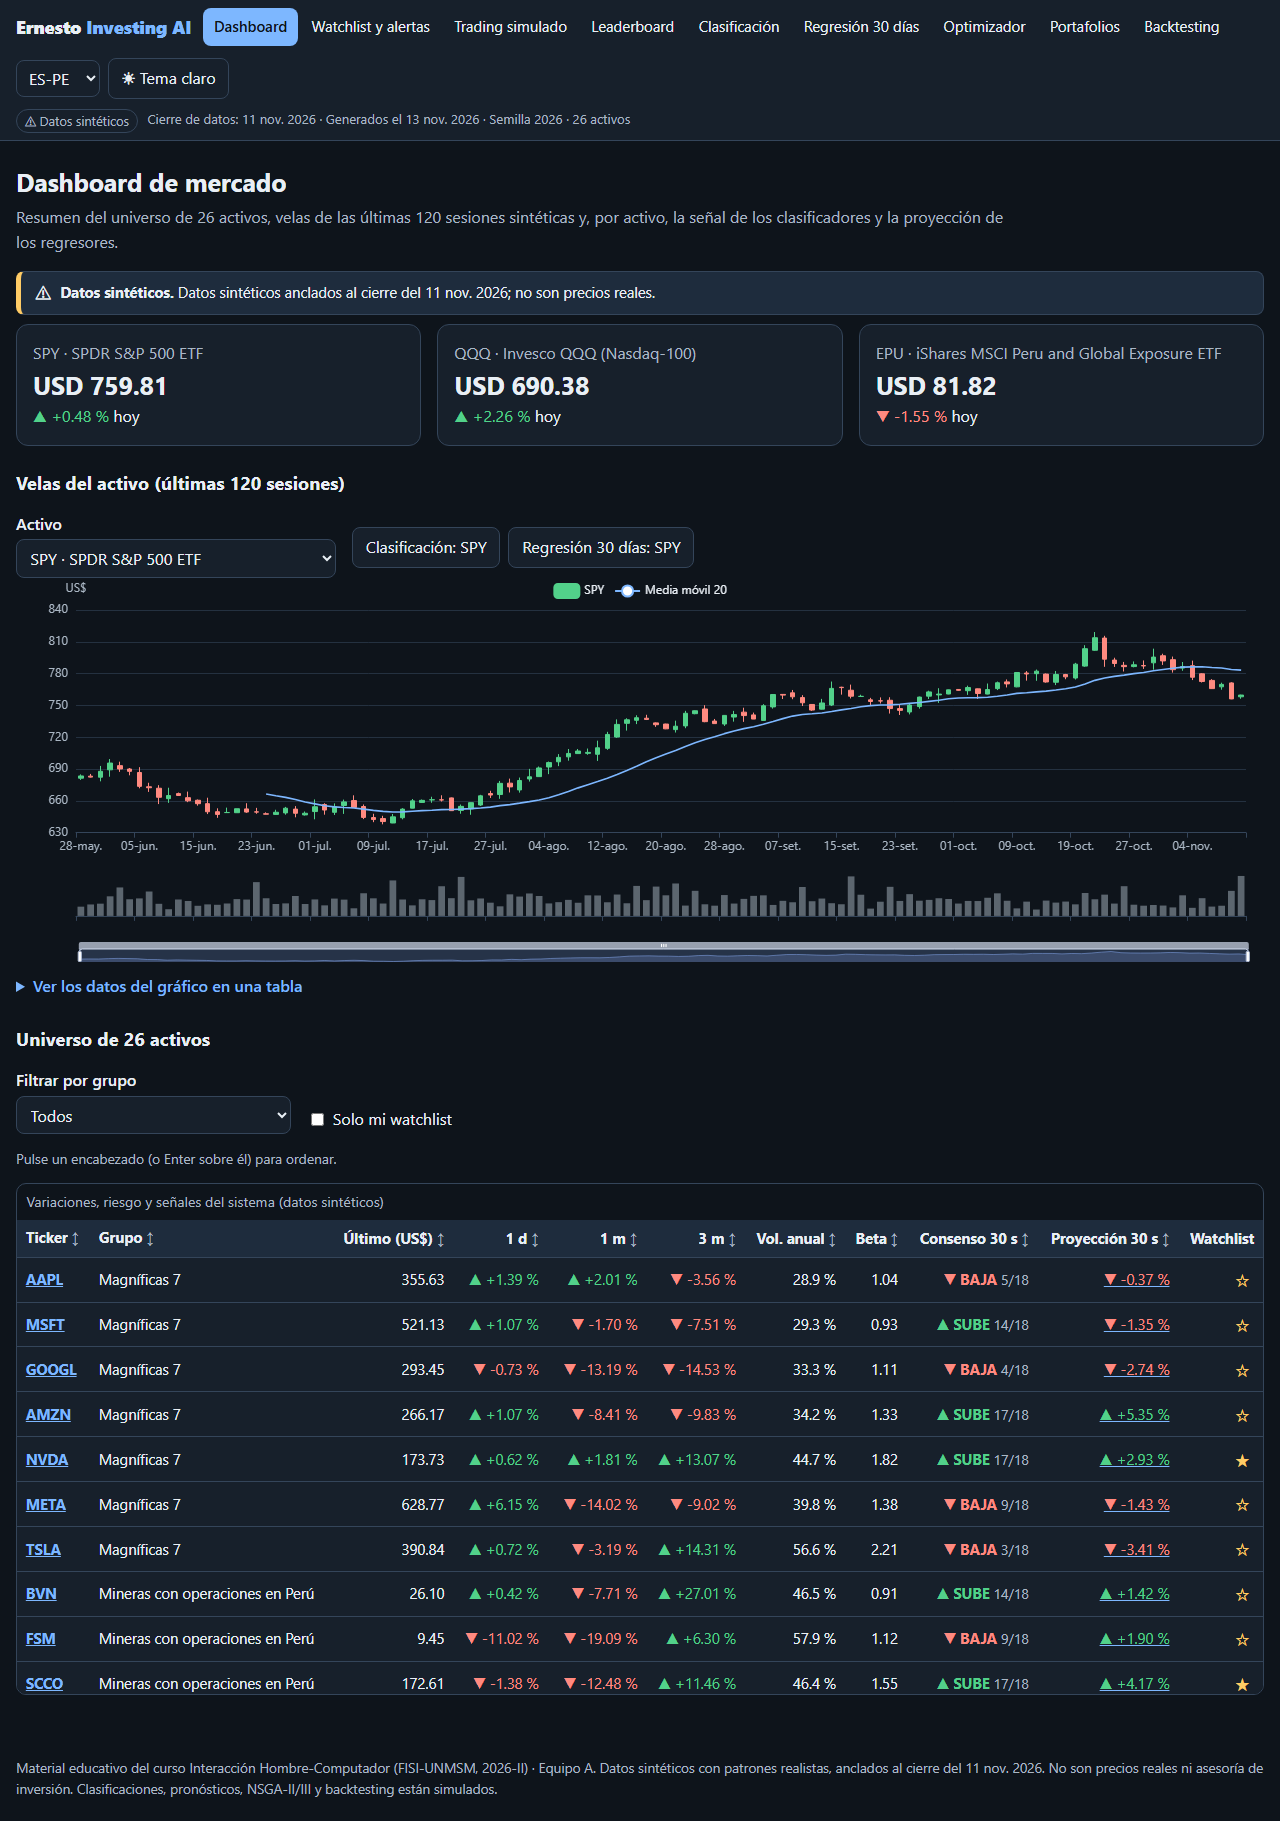 Ernesto Investing AI Dashboard Watchlist y alertas Trading simulado Leaderboard Clasificación Regresión 30 días Optimizador Portafolios Backtesting
ES-PE ☀ Tema claro
⚠ Datos sintéticos Cierre de datos: 11 nov. 2026 · Generados el 13 nov. 2026 · Semilla 2026 · 26 activos
Dashboard de mercado
Resumen del universo de 26 activos, velas de las últimas 120 sesiones sintéticas y, por activo, la señal de los clasificadores y la proyección de
los regresores.
⚠ Datos sintéticos. Datos sintéticos anclados al cierre del 11 nov. 2026; no son precios reales.
SPY · SPDR S&P 500 ETF
USD 759.81
▲ +0.48 % hoy
QQQ · Invesco QQQ (Nasdaq-100)
USD 690.38
▲ +2.26 % hoy
EPU · iShares MSCI Peru and Global Exposure ETF
USD 81.82
▼ -1.55 % hoy
Velas del activo (últimas 120 sesiones)
Activo
SPY · SPDR S&P 500 ETF Clasificación: SPY Regresión 30 días: SPY
US$ SPY Media móvil 20
840
810
780
750
720
690
660
630
28-may. 05-jun. 15-jun. 23-jun. 01-jul. 09-jul. 17-jul. 27-jul. 04-ago. 12-ago. 20-ago. 28-ago. 07-set. 15-set. 23-set. 01-oct. 09-oct. 19-oct. 27-oct. 04-nov.
▶ Ver los datos del gráfico en una tabla
Universo de 26 activos
Filtrar por grupo
Todos Solo mi watchlist
Pulse un encabezado (o Enter sobre él) para ordenar.
Variaciones, riesgo y señales del sistema (datos sintéticos)
Ticker ↕ Grupo ↕ Último (US$) ↕ 1 d ↕ 1 m ↕ 3 m ↕ Vol. anual ↕ Beta ↕ Consenso 30 s ↕ Proyección 30 s ↕ Watchlist
AAPL Magníficas 7 355.63 ▲ +1.39 % ▲ +2.01 % ▼ -3.56 % 28.9 % 1.04 ▼ BAJA 5/18 ▼ -0.37 % ☆
MSFT Magníficas 7 521.13 ▲ +1.07 % ▼ -1.70 % ▼ -7.51 % 29.3 % 0.93 ▲ SUBE 14/18 ▼ -1.35 % ☆
GOOGL Magníficas 7 293.45 ▼ -0.73 % ▼ -13.19 % ▼ -14.53 % 33.3 % 1.11 ▼ BAJA 4/18 ▼ -2.74 % ☆
AMZN Magníficas 7 266.17 ▲ +1.07 % ▼ -8.41 % ▼ -9.83 % 34.2 % 1.33 ▲ SUBE 17/18 ▲ +5.35 % ☆
NVDA Magníficas 7 173.73 ▲ +0.62 % ▲ +1.81 % ▲ +13.07 % 44.7 % 1.82 ▲ SUBE 17/18 ▲ +2.93 % ★
META Magníficas 7 628.77 ▲ +6.15 % ▼ -14.02 % ▼ -9.02 % 39.8 % 1.38 ▼ BAJA 9/18 ▼ -1.43 % ☆
TSLA Magníficas 7 390.84 ▲ +0.72 % ▼ -3.19 % ▲ +14.31 % 56.6 % 2.21 ▼ BAJA 3/18 ▼ -3.41 % ☆
BVN Mineras con operaciones en Perú 26.10 ▲ +0.42 % ▼ -7.71 % ▲ +27.01 % 46.5 % 0.91 ▲ SUBE 14/18 ▲ +1.42 % ☆
FSM Mineras con operaciones en Perú 9.45 ▼ -11.02 % ▼ -19.09 % ▲ +6.30 % 57.9 % 1.12 ▼ BAJA 9/18 ▲ +1.90 % ☆
SCCO Mineras con operaciones en Perú 172.61 ▼ -1.38 % ▼ -12.48 % ▲ +11.46 % 46.4 % 1.55 ▲ SUBE 17/18 ▲ +4.17 % ★
Material educativo del curso Interacción Hombre-Computador (FISI-UNMSM, 2026-II) · Equipo A. Datos sintéticos con patrones realistas, anclados al cierre del 11 nov. 2026. No son precios reales ni asesoría de
inversión. Clasificaciones, pronósticos, NSGA-II/III y backtesting están simulados.